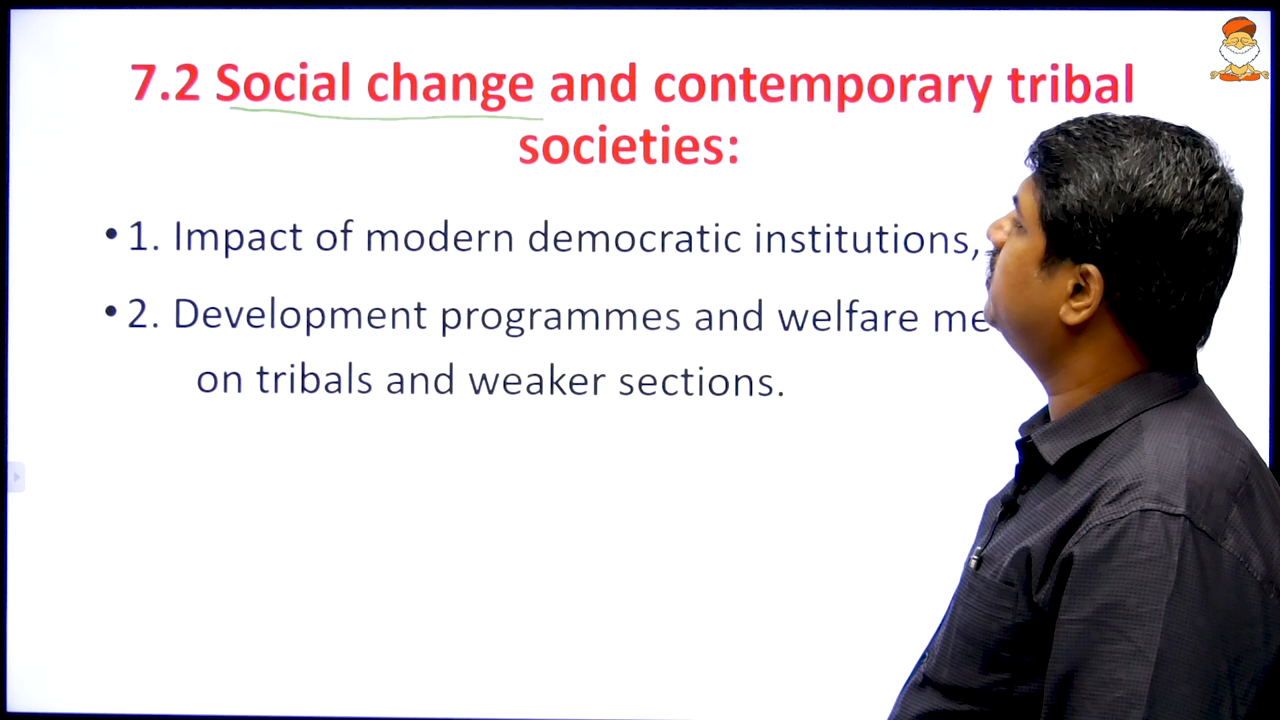 7.2 Social change and contemporary tribal
societies:
• 1. Impact of modern democratic institutions,
• 2. Development programmes and welfare
on tribals and weaker sections.